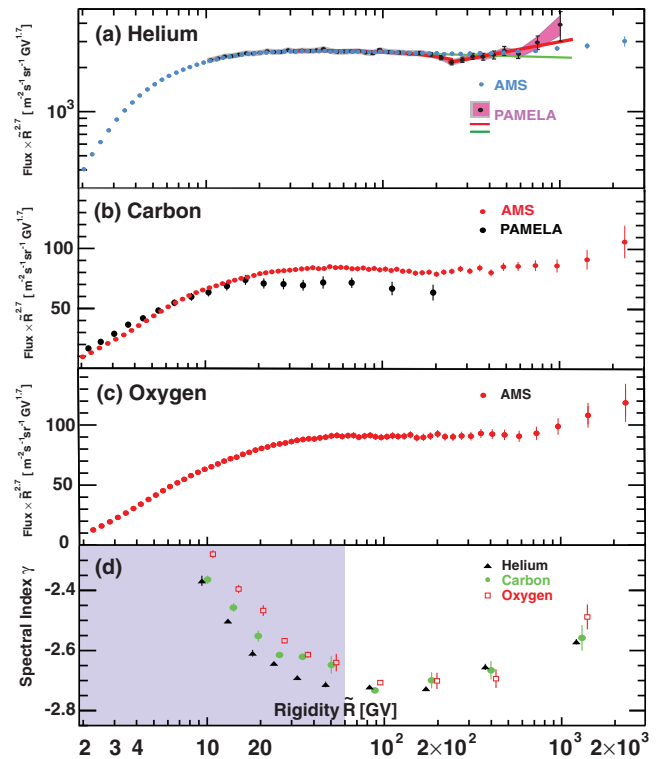 (a) Helium
Flux × R̃^2.7 [ m^-2 s^-1 sr^-1 GV^1.7 ]
10^3
AMS
PAMELA
(b) Carbon
Flux × R̃^2.7 [ m^-2 s^-1 sr^-1 GV^1.7 ]
100
50
AMS
PAMELA
(c) Oxygen
Flux × R̃^2.7 [ m^-2 s^-1 sr^-1 GV^1.7 ]
100
50
0
AMS
(d)
Spectral Index γ
-2.4
-2.6
-2.8
Helium
Carbon
Oxygen
Rigidity R̃ [GV]
2 3 4 10 20 10^2 2×10^2 10^3 2×10^3